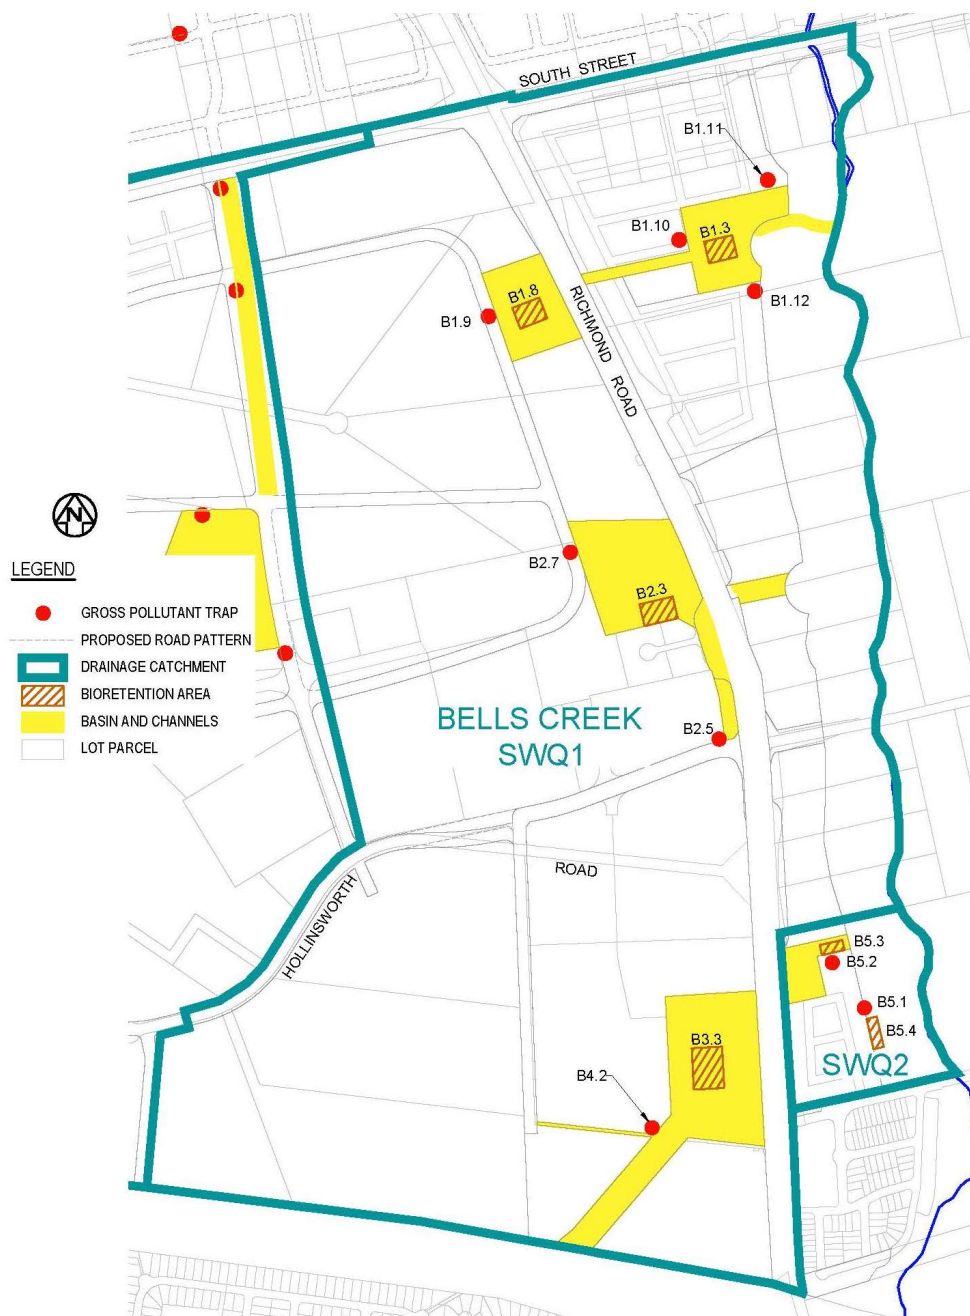 SOUTH STREET
B1.11
B1.10
B1.3
B1.8
B1.9
B1.12
RICHMOND ROAD
N
LEGEND
GROSS POLLUTANT TRAP
PROPOSED ROAD PATTERN
DRAINAGE CATCHMENT
BIORETENTION AREA
BASIN AND CHANNELS
LOT PARCEL
B2.7
B2.3
BELLS CREEK
SWQ1
B2.5
HOLLINSWORTH ROAD
B5.3
B5.2
B5.1
B5.4
SWQ2
B3.3
B4.2